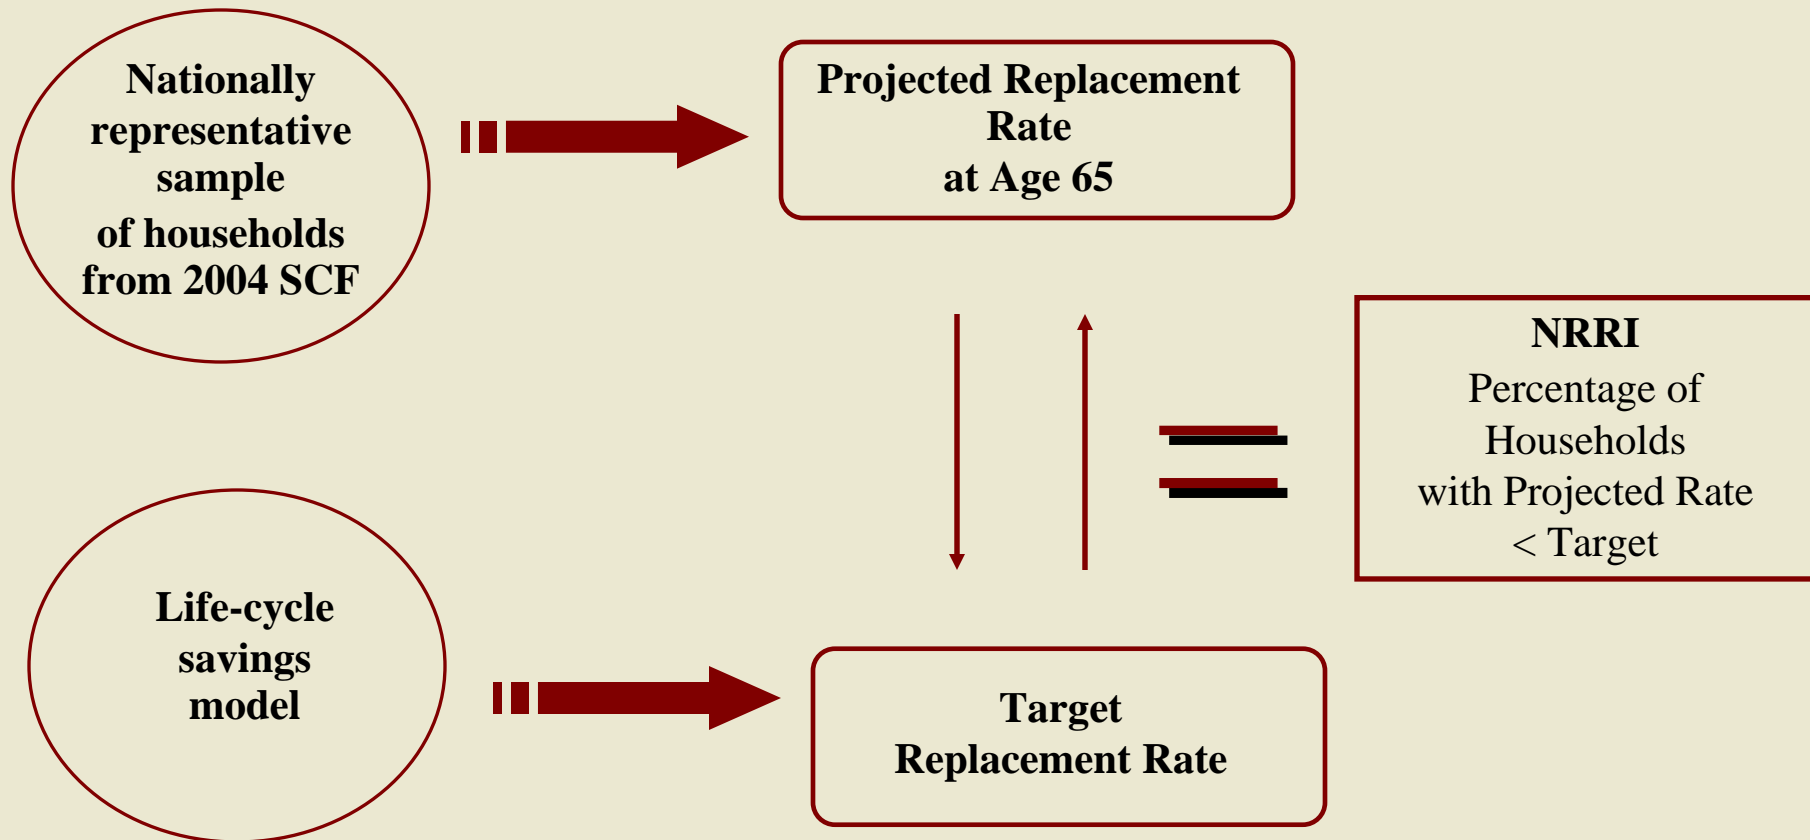 Nationally
representative
sample
of households
from 2004 SCF
Projected Replacement
Rate
at Age 65
NRRI
Percentage of
Households
with Projected Rate
< Target
Life-cycle
savings
model
Target
Replacement Rate